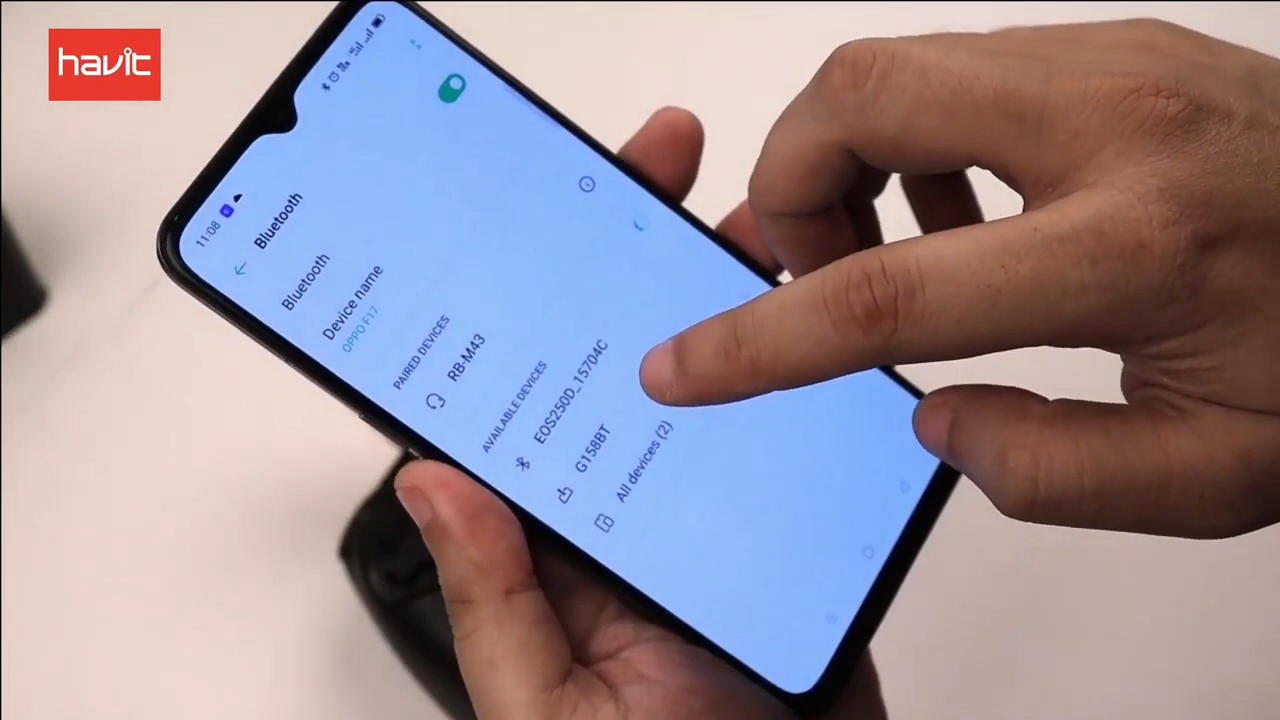 havit
11:08
Bluetooth
Bluetooth
Device name
OPPO F17
PAIRED DEVICES
RB-M43
AVAILABLE DEVICES
EOS250D_15704C
G158BT
All devices (2)